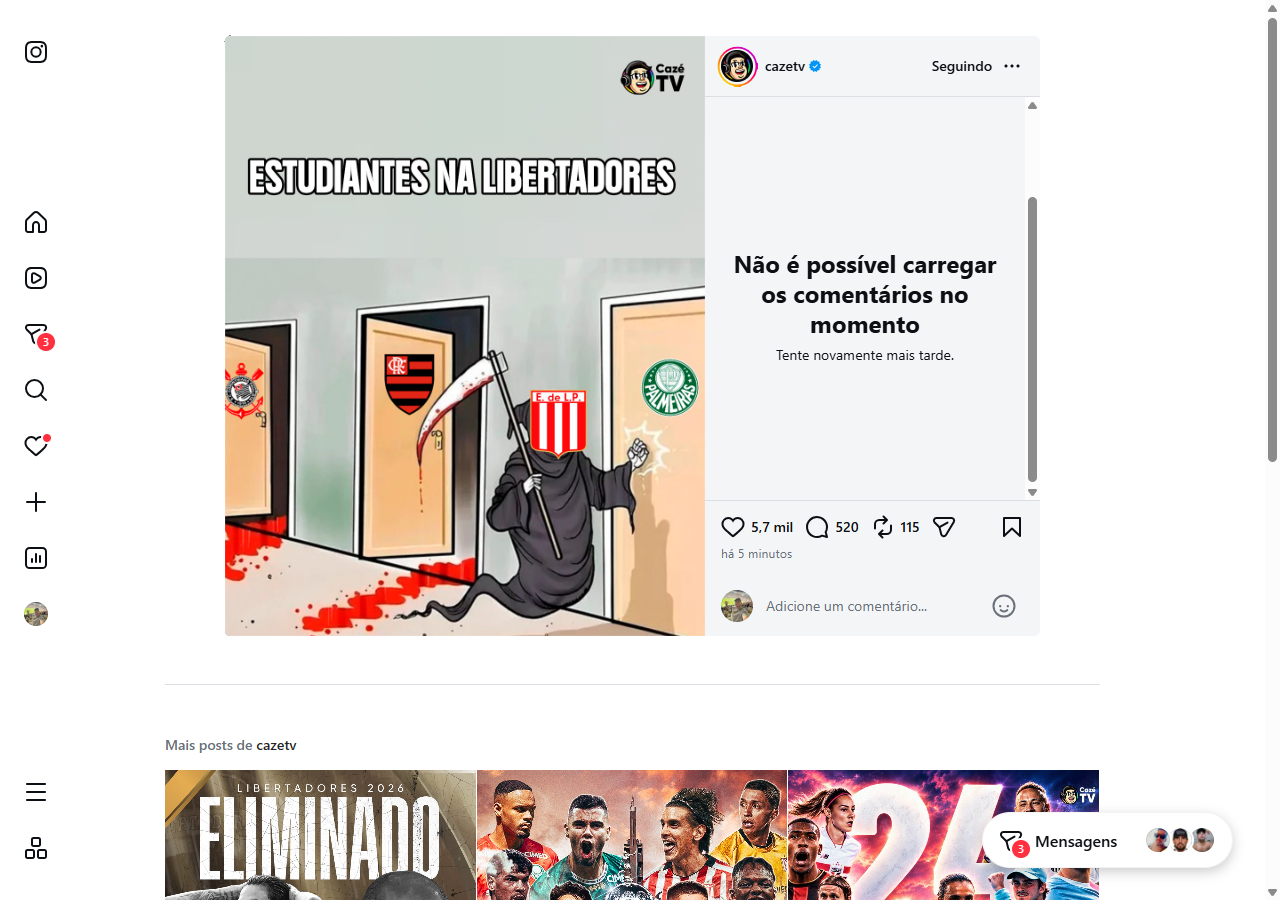 Cazé
TV
ESTUDIANTES NA LIBERTADORES
CRF
E. de L.P.
PALMEIRAS
cazetv
Seguindo
Não é possível carregar
os comentários no
momento
Tente novamente mais tarde.
5,7 mil
520
115
há 5 minutos
Adicione um comentário...
3
Mais posts de cazetv
LIBERTADORES 2026
ELIMINADO
Cazé
TV
3
Mensagens